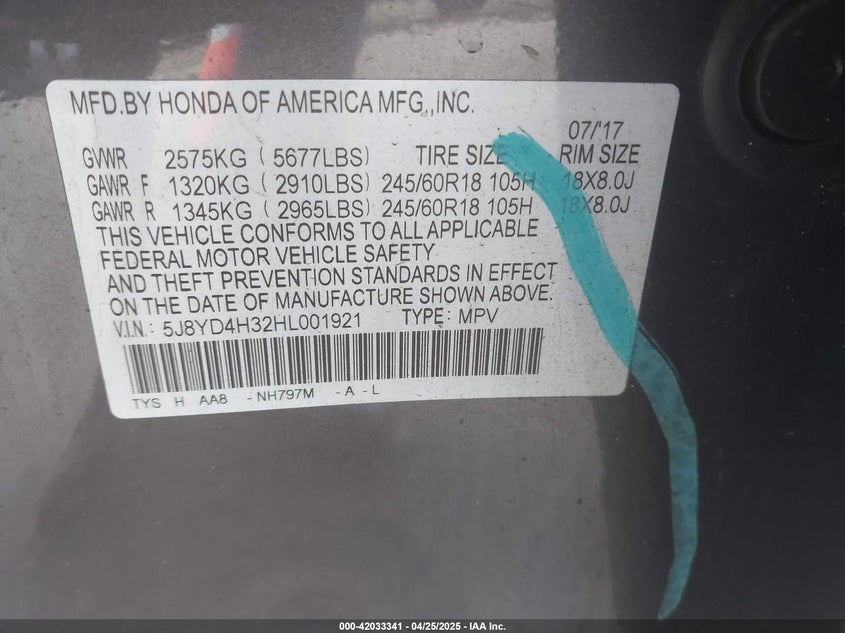 MFD.BY HONDA OF AMERICA MFG.,INC.
07/'17
GVWR 2575KG ( 5677LBS) TIRE SIZE RIM SIZE
GAWR F 1320KG ( 2910LBS) 245/60R18 105H 18X8.0J
GAWR R 1345KG ( 2965LBS) 245/60R18 105H 18X8.0J
THIS VEHICLE CONFORMS TO ALL APPLICABLE
FEDERAL MOTOR VEHICLE SAFETY
AND THEFT PREVENTION STANDARDS IN EFFECT
ON THE DATE OF MANUFACTURE SHOWN ABOVE.
V.I.N.: 5J8YD4H32HL001921 TYPE: MPV
TYS H AA8 -NH797M -A -L
000-42033341 / 04/25/2025 - IAA Inc.